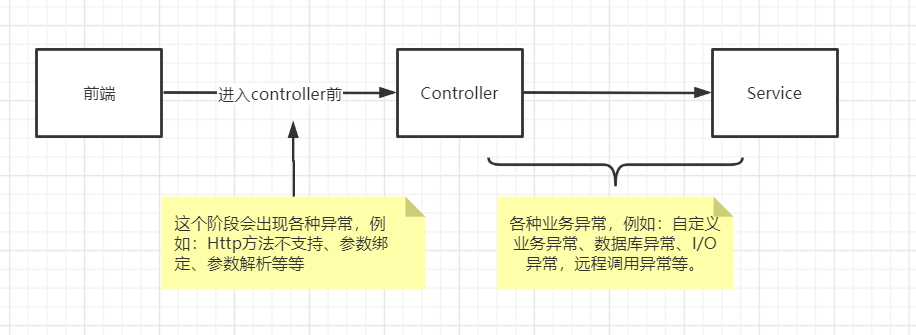 前端
进入controller前
Controller
Service
这个阶段会出现各种异常，例
如：Http方法不支持、参数绑
定、参数解析等等
各种业务异常，例如：自定义
业务异常、数据库异常、I/O
异常，远程调用异常等。